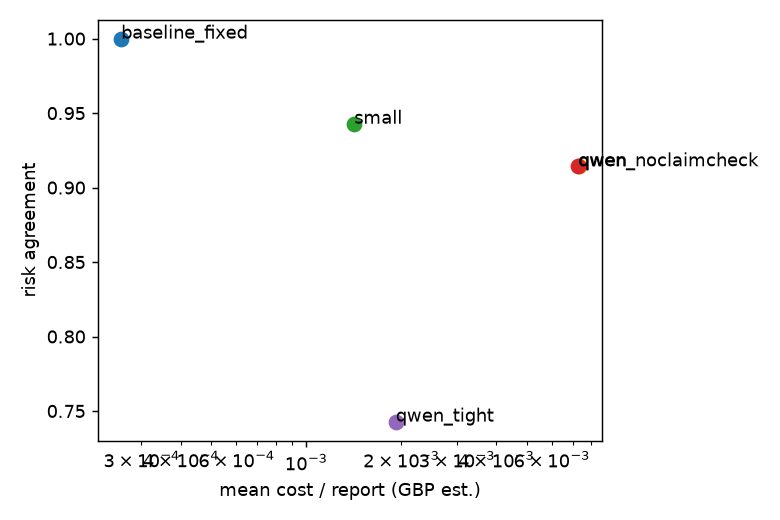 1.00
baseline_fixed
0.95
small
0.90
qwen_noclaimcheck
0.85
0.80
0.75
qwen_tight
risk agreement
10⁻³
mean cost / report (GBP est.)